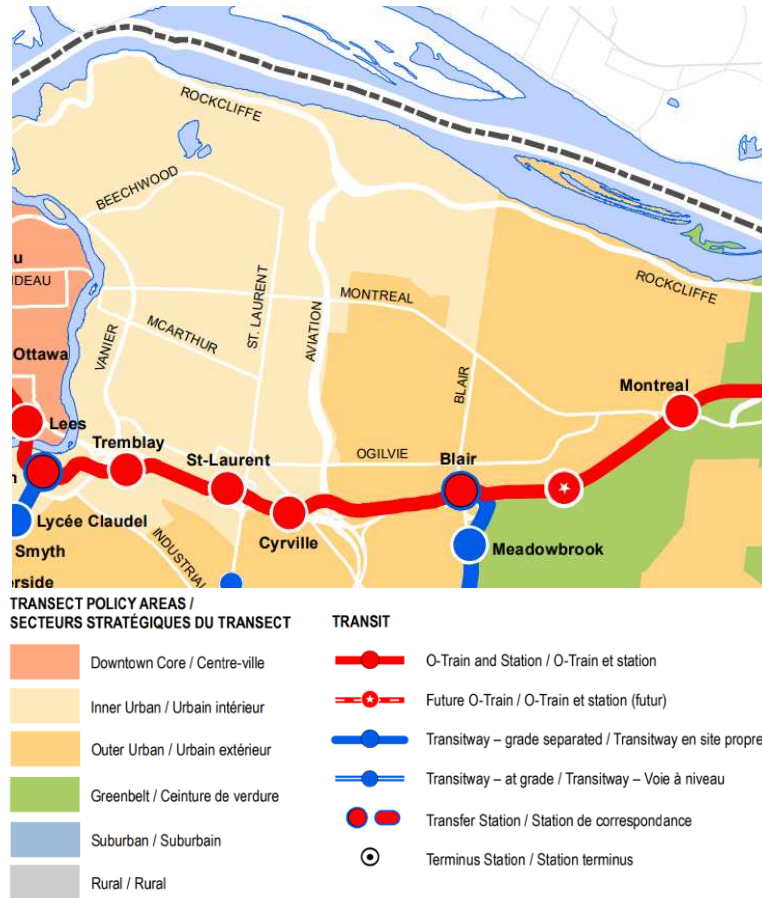 ROCKCLIFFE
BEECHWOOD
u
DEAU
MONTREAL
ROCKCLIFFE
ST. LAURENT
AVIATION
MCARTHUR
VANIER
BLAIR
Ottawa
Montreal
Lees
Tremblay
St-Laurent
OGILVIE
Blair
n
Lycée Claudel
Cyrville
Smyth
INDUSTRIAL
Meadowbrook
erside
TRANSECT POLICY AREAS /
SECTEURS STRATÉGIQUES DU TRANSECT
Downtown Core / Centre-ville
Inner Urban / Urbain intérieur
Outer Urban / Urbain extérieur
Greenbelt / Ceinture de verdure
Suburban / Suburbain
Rural / Rural
TRANSIT
O-Train and Station / O-Train et station
Future O-Train / O-Train et station (futur)
Transitway – grade separated / Transitway en site propre
Transitway – at grade / Transitway – Voie à niveau
Transfer Station / Station de correspondance
Terminus Station / Station terminus